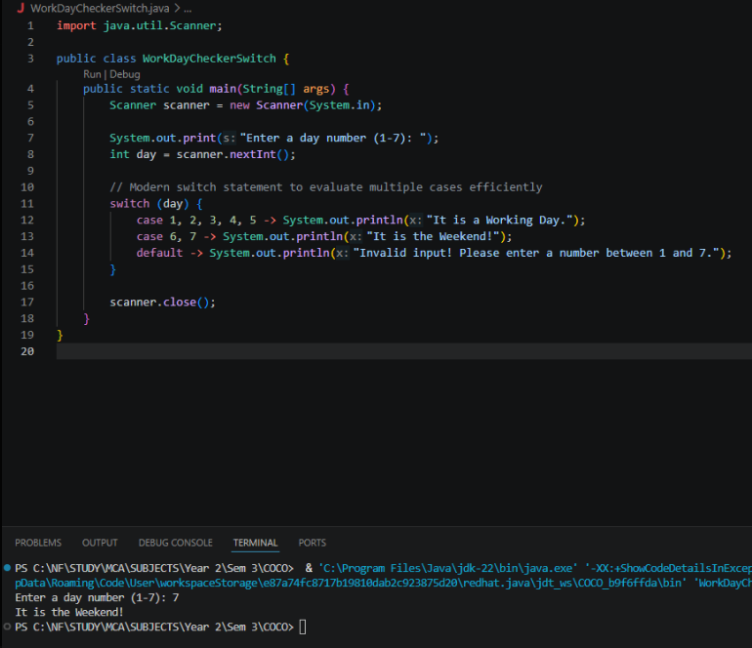 J WorkDayCheckerSwitch.java > ...
1 import java.util.Scanner;
2
3 public class WorkDayCheckerSwitch {
Run | Debug
4 public static void main(String[] args) {
5 Scanner scanner = new Scanner(System.in);
6
7 System.out.print(s: "Enter a day number (1-7): ");
8 int day = scanner.nextInt();
9
10 // Modern switch statement to evaluate multiple cases efficiently
11 switch (day) {
12 case 1, 2, 3, 4, 5 -> System.out.println(x: "It is a Working Day.");
13 case 6, 7 -> System.out.println(x: "It is the Weekend!");
14 default -> System.out.println(x: "Invalid input! Please enter a number between 1 and 7.");
15 }
16
17 scanner.close();
18 }
19 }
20
PROBLEMS OUTPUT DEBUG CONSOLE TERMINAL PORTS
PS C:\NF\STUDY\MCA\SUBJECTS\Year 2\Sem 3\COCO> & 'C:\Program Files\Java\jdk-22\bin\java.exe' '-XX:+ShowCodeDetailsInExcep
pData\Roaming\Code\User\workspaceStorage\e87a74fc8717b19810dab2c923875d20\redhat.java\jdt_ws\COCO_b9f6ffda\bin' 'WorkDayCh
Enter a day number (1-7): 7
It is the Weekend!
PS C:\NF\STUDY\MCA\SUBJECTS\Year 2\Sem 3\COCO>